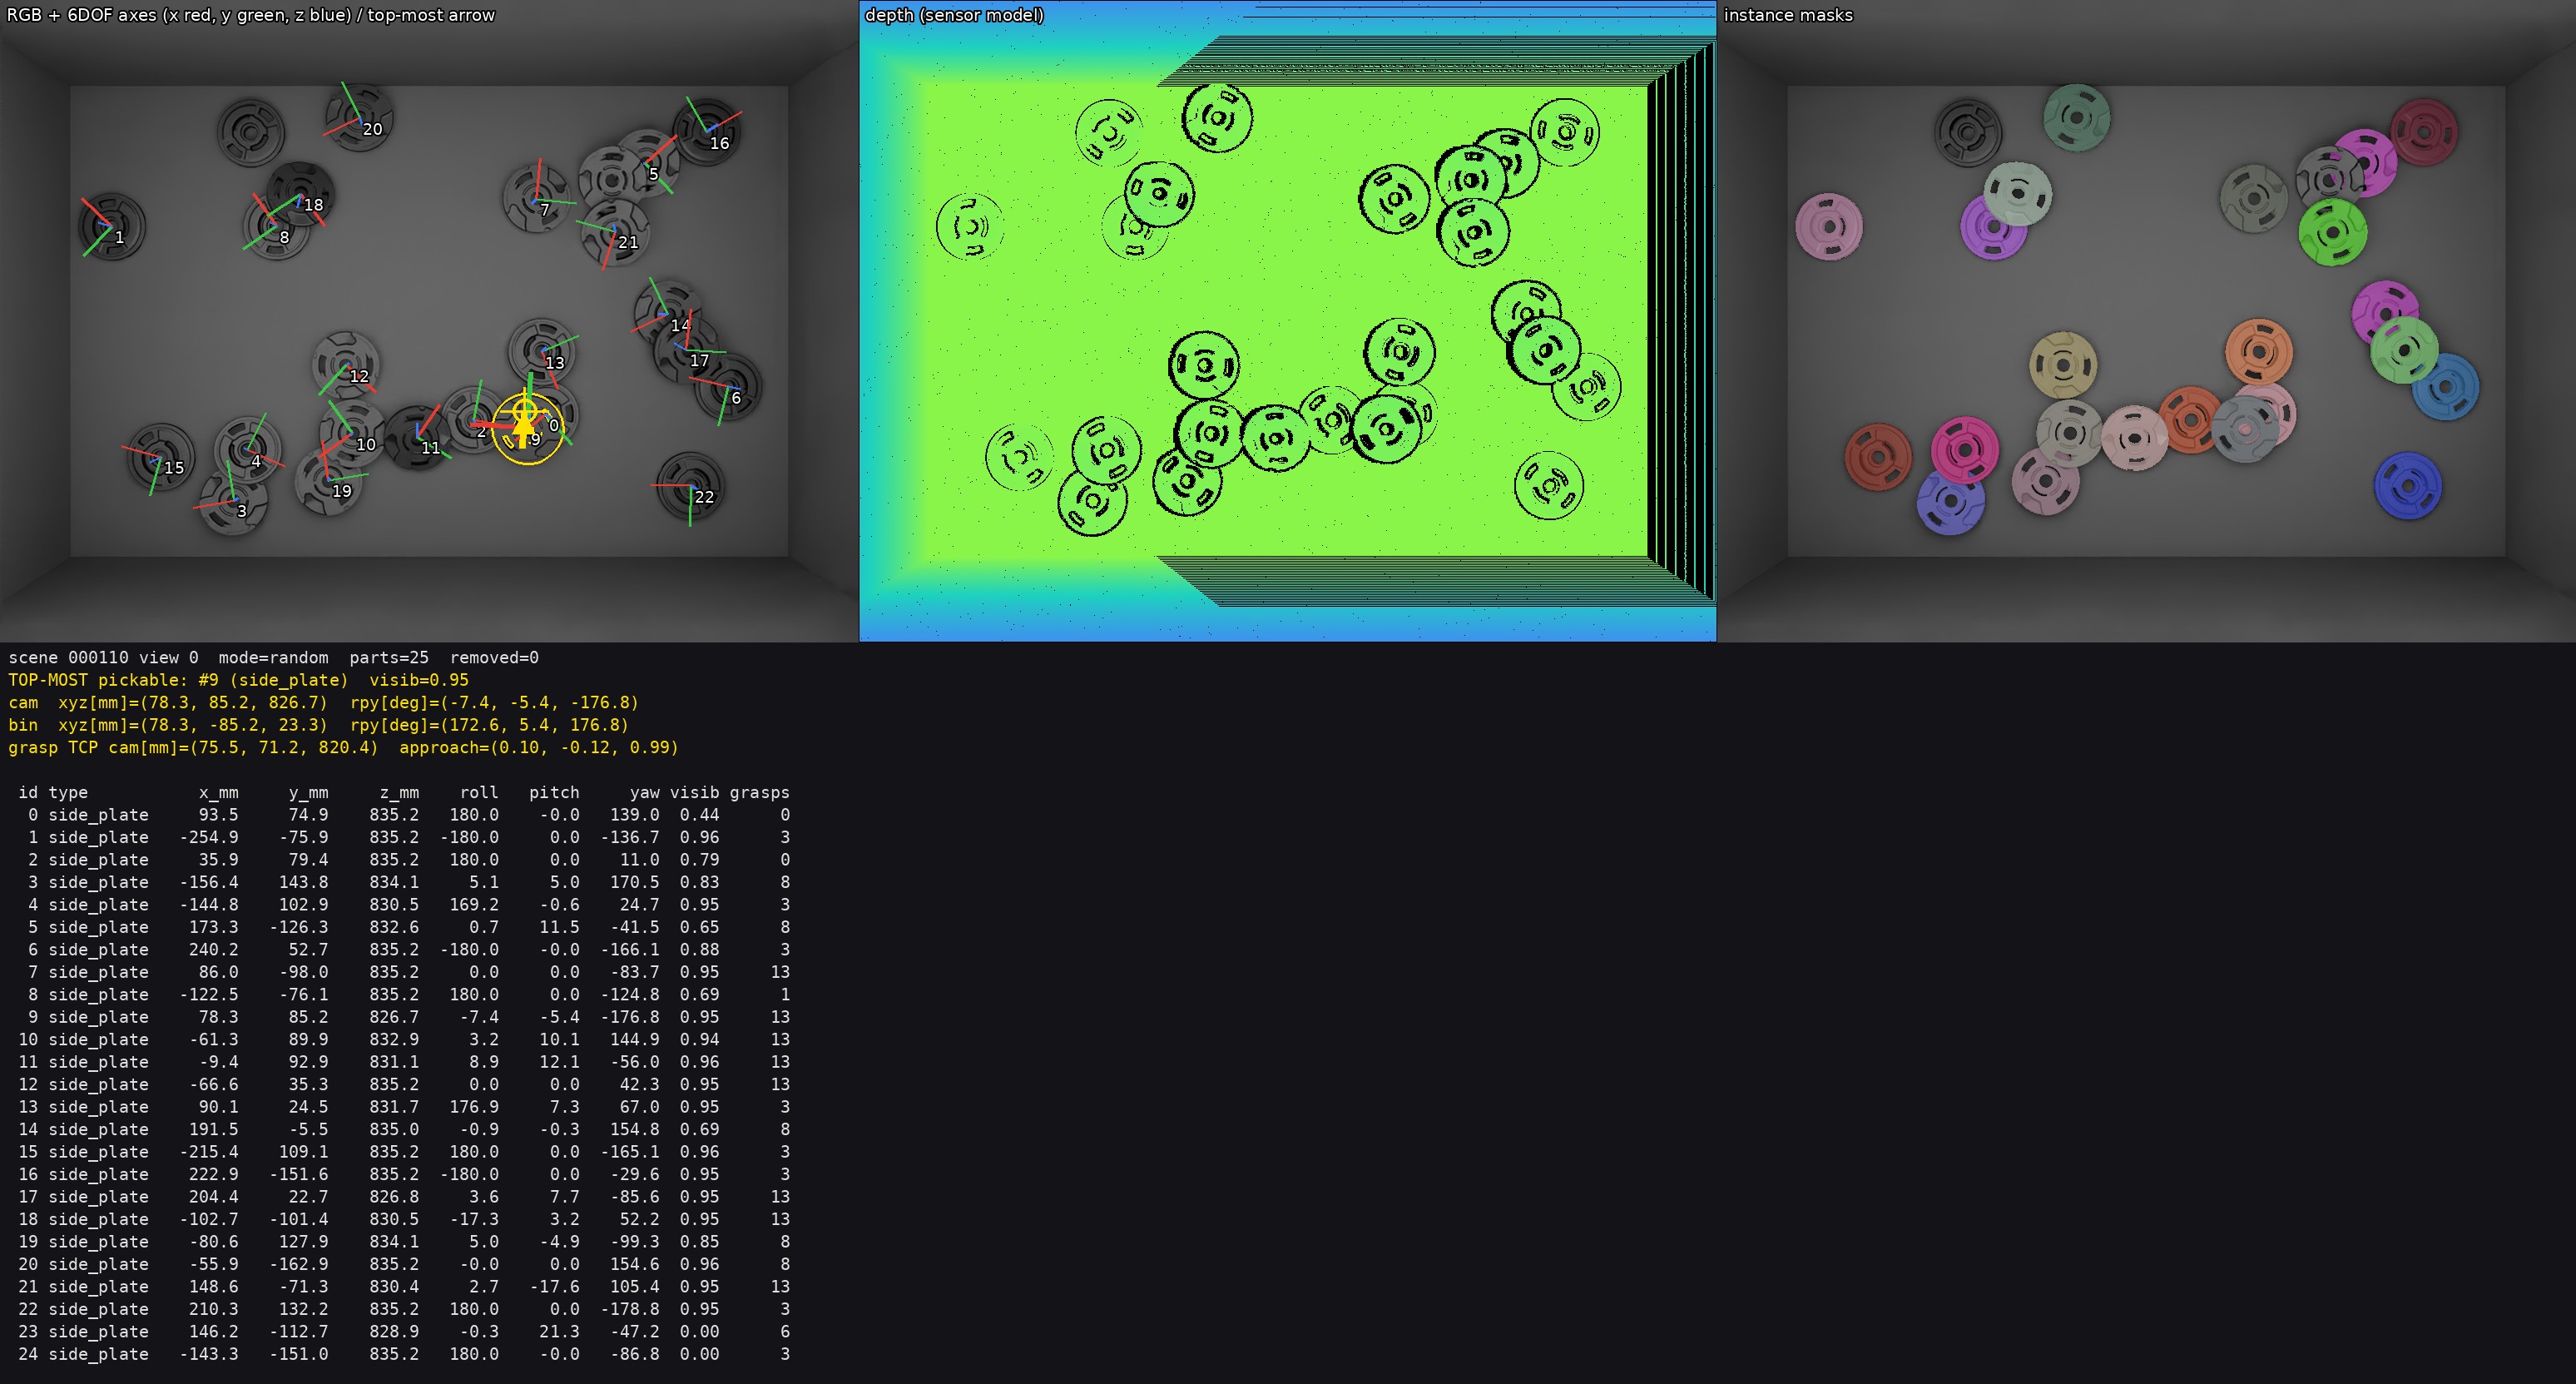 RGB + 6DOF axes (x red, y green, z blue) / top-most arrow
depth (sensor model)
instance masks
20
16
5
18
1
8
7
21
14
13
17
12
6
2
0
9
10
11
15
4
19
3
22
scene 000110 view 0  mode=random  parts=25  removed=0
TOP-MOST pickable: #9 (side_plate)  visib=0.95
cam  xyz[mm]=(78.3, 85.2, 826.7)  rpy[deg]=(-7.4, -5.4, -176.8)
bin  xyz[mm]=(78.3, -85.2, 23.3)  rpy[deg]=(172.6, 5.4, 176.8)
grasp TCP cam[mm]=(75.5, 71.2, 820.4)  approach=(0.10, -0.12, 0.99)
id type x_mm y_mm z_mm roll pitch yaw visib grasps
0 side_plate 93.5 74.9 835.2 180.0 -0.0 139.0 0.44 0
1 side_plate -254.9 -75.9 835.2 -180.0 0.0 -136.7 0.96 3
2 side_plate 35.9 79.4 835.2 180.0 0.0 11.0 0.79 0
3 side_plate -156.4 143.8 834.1 5.1 5.0 170.5 0.83 8
4 side_plate -144.8 102.9 830.5 169.2 -0.6 24.7 0.95 3
5 side_plate 173.3 -126.3 832.6 0.7 11.5 -41.5 0.65 8
6 side_plate 240.2 52.7 835.2 -180.0 -0.0 -166.1 0.88 3
7 side_plate 86.0 -98.0 835.2 0.0 0.0 -83.7 0.95 13
8 side_plate -122.5 -76.1 835.2 180.0 0.0 -124.8 0.69 1
9 side_plate 78.3 85.2 826.7 -7.4 -5.4 -176.8 0.95 13
10 side_plate -61.3 89.9 832.9 3.2 10.1 144.9 0.94 13
11 side_plate -9.4 92.9 831.1 8.9 12.1 -56.0 0.96 13
12 side_plate -66.6 35.3 835.2 0.0 0.0 42.3 0.95 13
13 side_plate 90.1 24.5 831.7 176.9 7.3 67.0 0.95 3
14 side_plate 191.5 -5.5 835.0 -0.9 -0.3 154.8 0.69 8
15 side_plate -215.4 109.1 835.2 180.0 0.0 -165.1 0.96 3
16 side_plate 222.9 -151.6 835.2 -180.0 0.0 -29.6 0.95 3
17 side_plate 204.4 22.7 826.8 3.6 7.7 -85.6 0.95 13
18 side_plate -102.7 -101.4 830.5 -17.3 3.2 52.2 0.95 13
19 side_plate -80.6 127.9 834.1 5.0 -4.9 -99.3 0.85 8
20 side_plate -55.9 -162.9 835.2 -0.0 0.0 154.6 0.96 8
21 side_plate 148.6 -71.3 830.4 2.7 -17.6 105.4 0.95 13
22 side_plate 210.3 132.2 835.2 180.0 0.0 -178.8 0.95 3
23 side_plate 146.2 -112.7 828.9 -0.3 21.3 -47.2 0.00 6
24 side_plate -143.3 -151.0 835.2 180.0 -0.0 -86.8 0.00 3